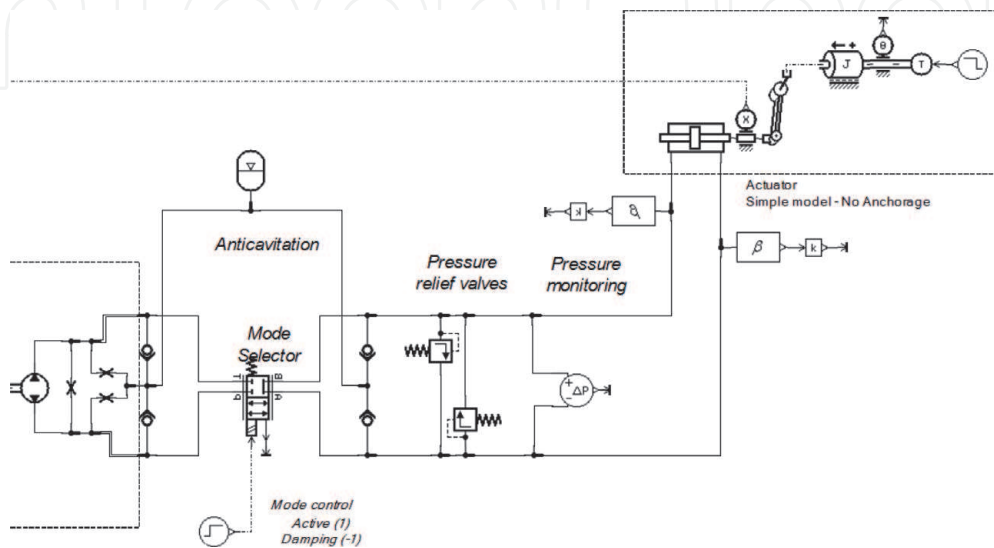 θ
J
T
X
Actuator
Simple model - No Anchorage
k
β
β
k
Anticavitation
Pressure
relief valves
Pressure
monitoring
Mode
Selector
T
B
P
A
+
ΔP
−
Mode control
Active (1)
Damping (-1)